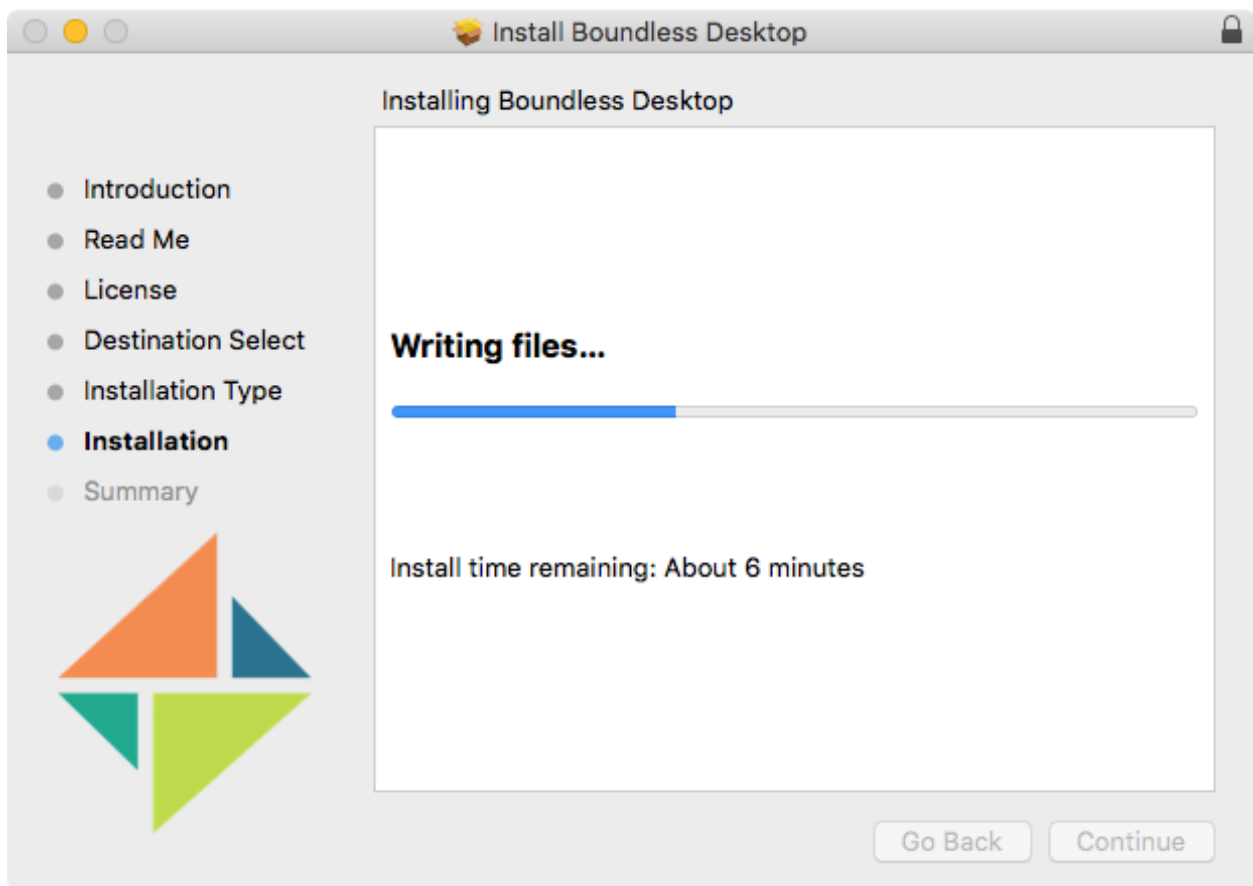 Install Boundless Desktop
Installing Boundless Desktop
Introduction
Read Me
License
Destination Select
Installation Type
Installation
Summary
Writing files...
Install time remaining: About 6 minutes
Go Back
Continue